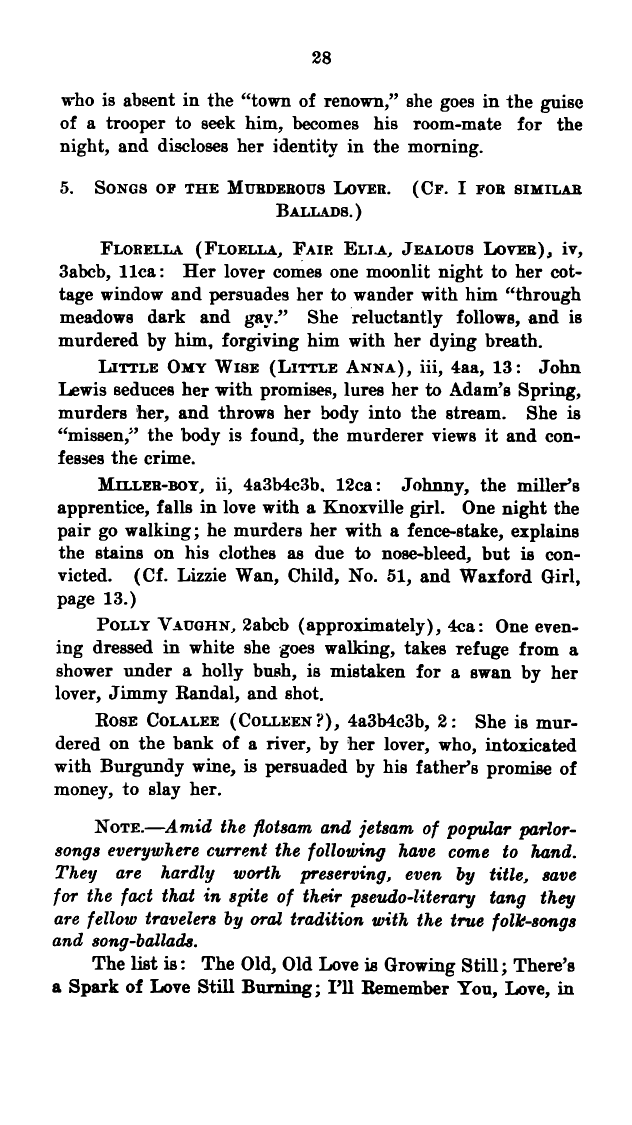 28
who is absent in the “town of renown,” she goes in the guise
of a trooper to seek him, becomes his room-mate for the
night, and discloses her identity in the morning.
5. Songs of the Murderous Lover. (Cf. I for similar
Ballads.)
Florella (Floella, Fair Ella, Jealous Lover), iv,
3abcb, 11ca: Her lover comes one moonlit night to her cot-
tage window and persuades her to wander with him “through
meadows dark and gay.” She reluctantly follows, and is
murdered by him, forgiving him with her dying breath.
Little Omy Wise (Little Anna), iii, 4aa, 13: John
Lewis seduces her with promises, lures her to Adam’s Spring,
murders her, and throws her body into the stream. She is
“missen,” the body is found, the murderer views it and con-
fesses the crime.
Miller-boy, ii, 4a3b4c3b. 12ca: Johnny, the miller’s
apprentice, falls in love with a Knoxville girl. One night the
pair go walking; he murders her with a fence-stake, explains
the stains on his clothes as due to nose-bleed, but is con-
victed. (Cf. Lizzie Wan, Child, No. 51, and Waxford Girl,
page 13.)
Polly Vaughn, 2abcb (approximately), 4ca: One even-
ing dressed in white she goes walking, takes refuge from a
shower under a holly bush, is mistaken for a swan by her
lover, Jimmy Randal, and shot.
Rose Colalee (Colleen?), 4a3b4c3b, 2: She is mur-
dered on the bank of a river, by her lover, who, intoxicated
with Burgundy wine, is persuaded by his father’s promise of
money, to slay her.
Note.—Amid the flotsam and jetsam of popular parlor-
songs everywhere current the following have come to hand.
They are hardly worth preserving, even by title, save
for the fact that in spite of their pseudo-literary tang they
are fellow travelers by oral tradition with the true folk-songs
and song-ballads.
The list is: The Old, Old Love is Growing Still; There’s
a Spark of Love Still Burning; I’ll Remember You, Love, in